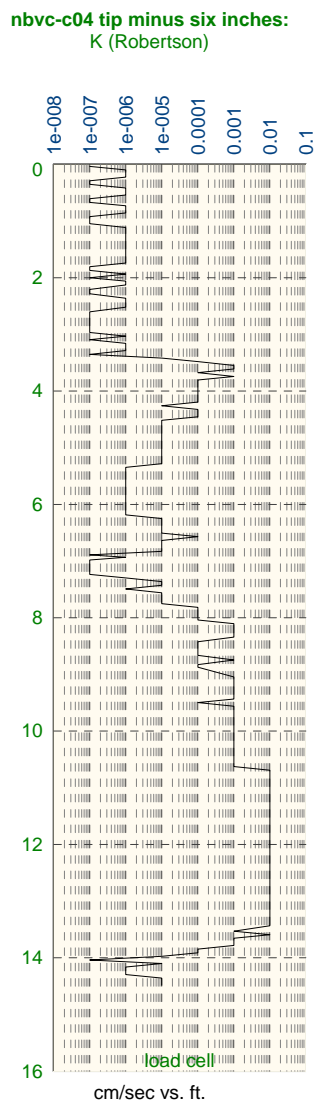 nbvc-c04 tip minus six inches:
K (Robertson)
1e-008
1e-007
1e-006
1e-005
0.0001
0.001
0.01
0.1
0
2
4
6
8
10
12
14
16
load cell
cm/sec vs. ft.